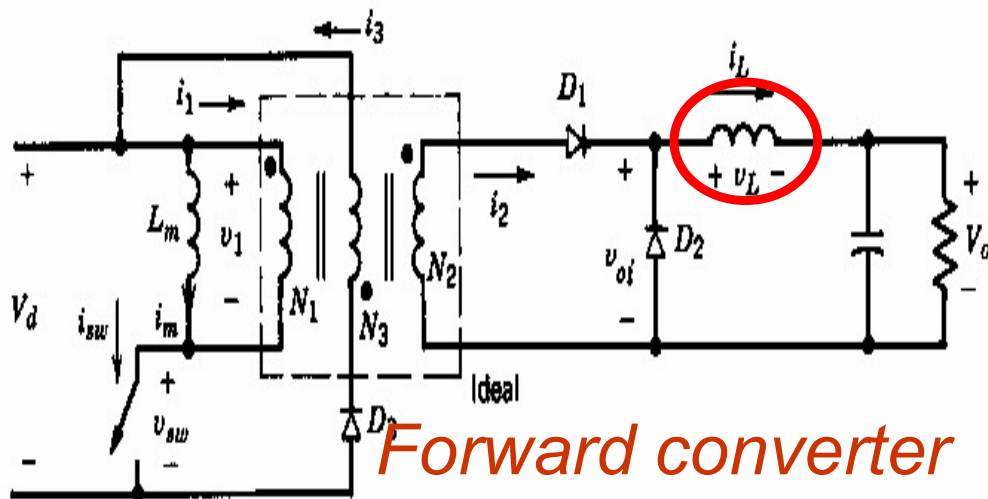 i3
iL
i1
D1
+
Lm
+
v1
-
i2
+
+ vL -
D2
voi
-
+
Vo
-
Vd
isw
im
N1
N3
N2
+
vsw
-
-
Ideal
D3
Forward converter